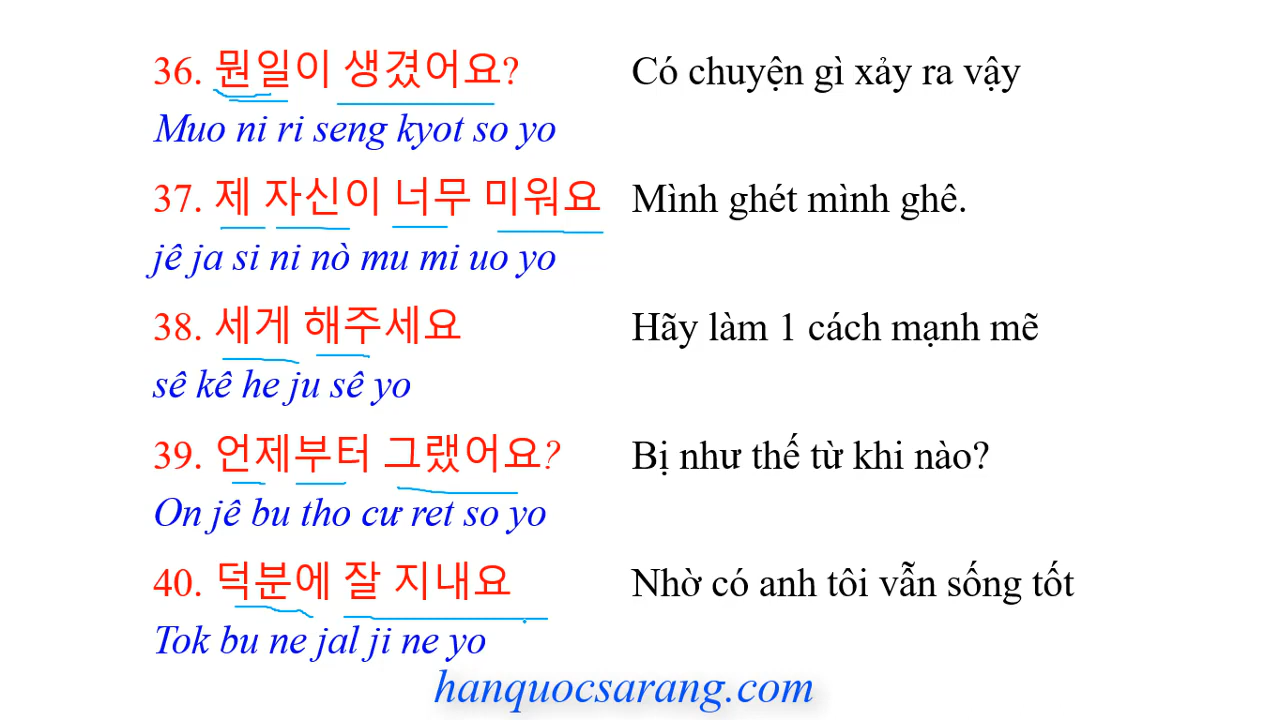 36. 뭔일이 생겼어요? Có chuyện gì xảy ra vậy
Muo ni ri seng kyot so yo
37. 제 자신이 너무 미워요 Mình ghét mình ghê.
jê ja si ni nò mu mi uo yo
38. 세게 해주세요 Hãy làm 1 cách mạnh mẽ
sê kê he ju sê yo
39. 언제부터 그랬어요? Bị như thế từ khi nào?
On jê bu tho cư ret so yo
40. 덕분에 잘 지내요 Nhờ có anh tôi vẫn sống tốt
Tok bu ne jal ji ne yo
hanquocsarang.com